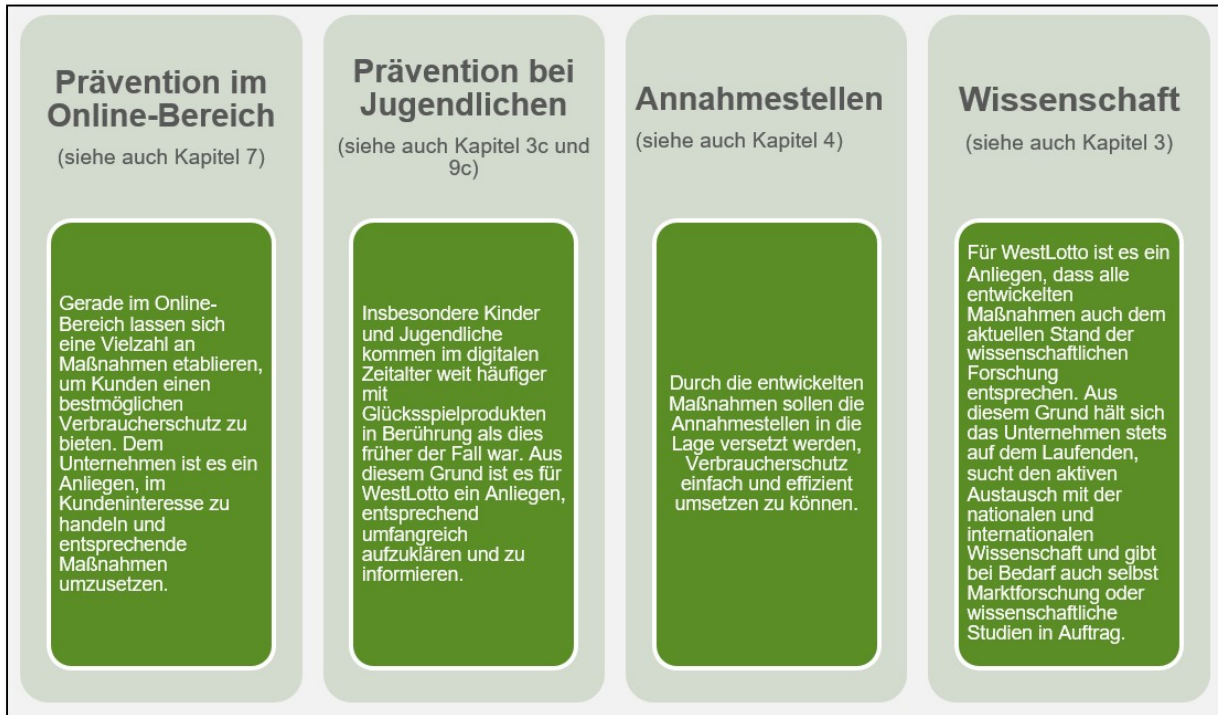 Prävention im
Online-Bereich
(siehe auch Kapitel 7)
Gerade im Online-
Bereich lassen sich
eine Vielzahl an
Maßnahmen etablieren,
um Kunden einen
bestmöglichen
Verbraucherschutz zu
bieten. Dem
Unternehmen ist es ein
Anliegen, im
Kundeninteresse zu
handeln und
entsprechende
Maßnahmen
umzusetzen.
Prävention bei
Jugendlichen
(siehe auch Kapitel 3c und
9c)
Insbesondere Kinder
und Jugendliche
kommen im digitalen
Zeitalter weit häufiger
mit
Glücksspielprodukten
in Berührung als dies
früher der Fall war. Aus
diesem Grund ist es für
WestLotto ein Anliegen,
entsprechend
umfangreich
aufzuklären und zu
informieren.
Annahmestellen
(siehe auch Kapitel 4)
Durch die entwickelten
Maßnahmen sollen die
Annahmestellen in die
Lage versetzt werden,
Verbraucherschutz
einfach und effizient
umsetzen zu können.
Wissenschaft
(siehe auch Kapitel 3)
Für WestLotto ist es ein
Anliegen, dass alle
entwickelten
Maßnahmen auch dem
aktuellen Stand der
wissenschaftlichen
Forschung
entsprechen. Aus
diesem Grund hält sich
das Unternehmen stets
auf dem Laufenden,
sucht den aktiven
Austausch mit der
nationalen und
internationalen
Wissenschaft und gibt
bei Bedarf auch selbst
Marktforschung oder
wissenschaftliche
Studien in Auftrag.